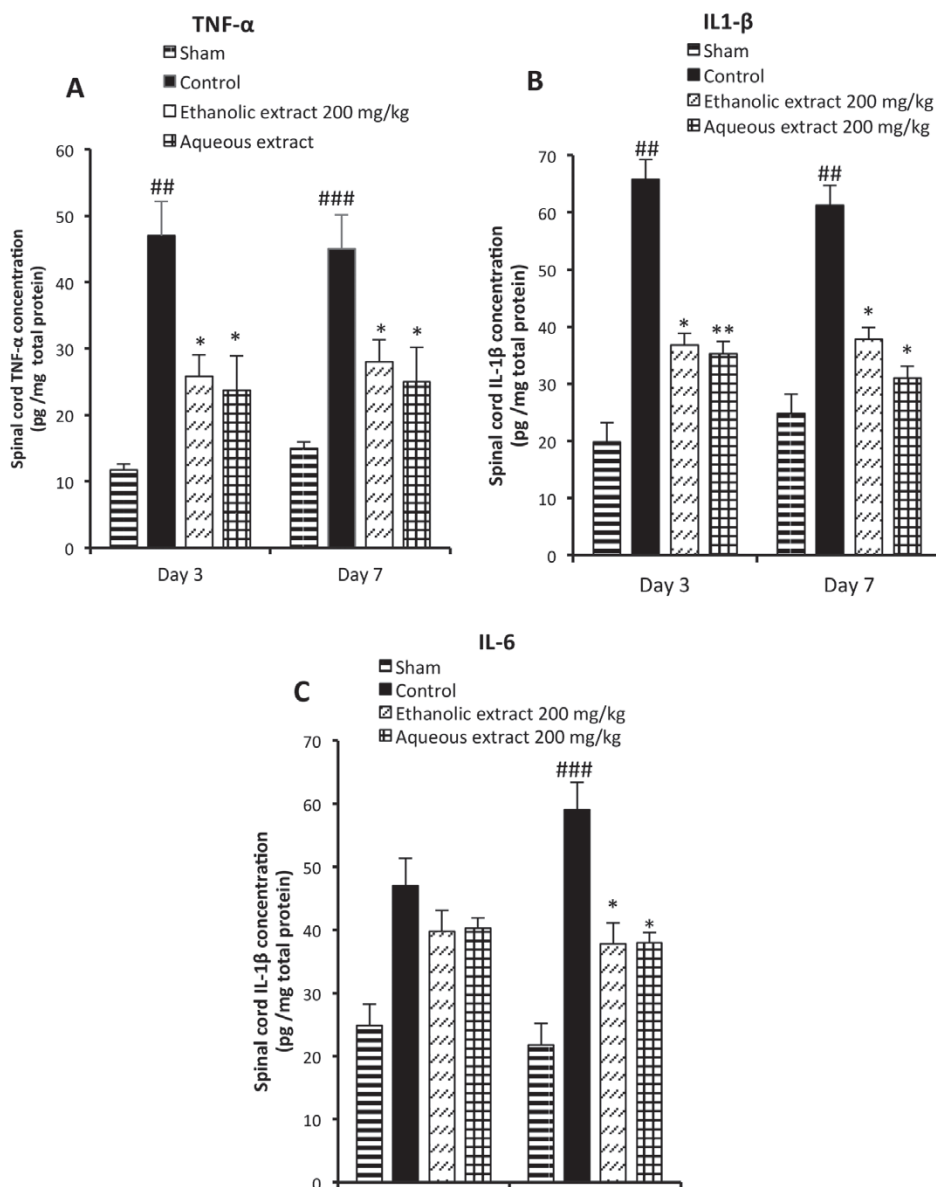 TNF-α
Sham
Control
Ethanolic extract 200 mg/kg
Aqueous extract
A
Spinal cord TNF-α concentration
(pg /mg total protein)
60
50
40
30
20
10
0
##
*
*
###
*
*
Day 3
Day 7
IL1-β
Sham
Control
Ethanolic extract 200 mg/kg
Aqueous extract 200 mg/kg
B
Spinal cord IL-1β concentration
(pg /mg total protein)
70
60
50
40
30
20
10
0
##
*
**
##
*
*
Day 3
Day 7
IL-6
Sham
Control
Ethanolic extract 200 mg/kg
Aqueous extract 200 mg/kg
C
Spinal cord IL-1β concentration
(pg /mg total protein)
70
60
50
40
30
20
10
0
###
*
*